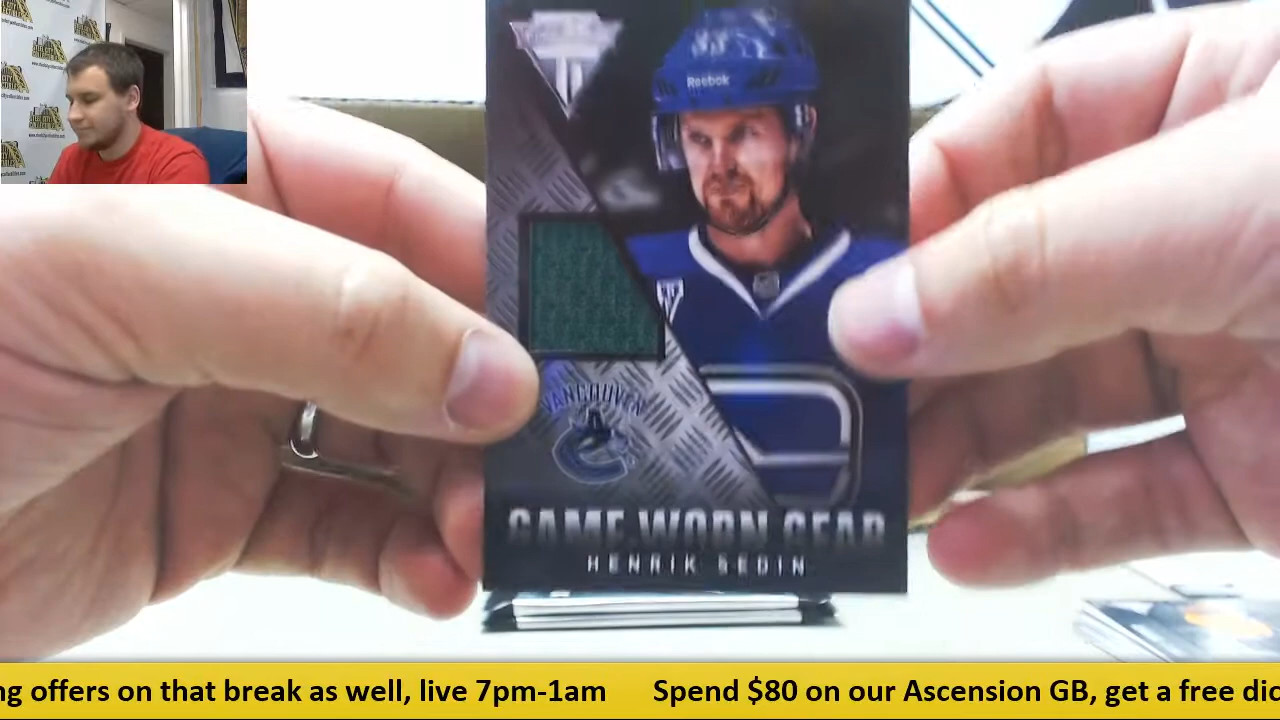 Reebok
VANCOUVER
GAME WORN GEAR
HENRIK SEDIN
ng offers on that break as well, live 7pm-1am Spend $80 on our Ascension GB, get a free dic